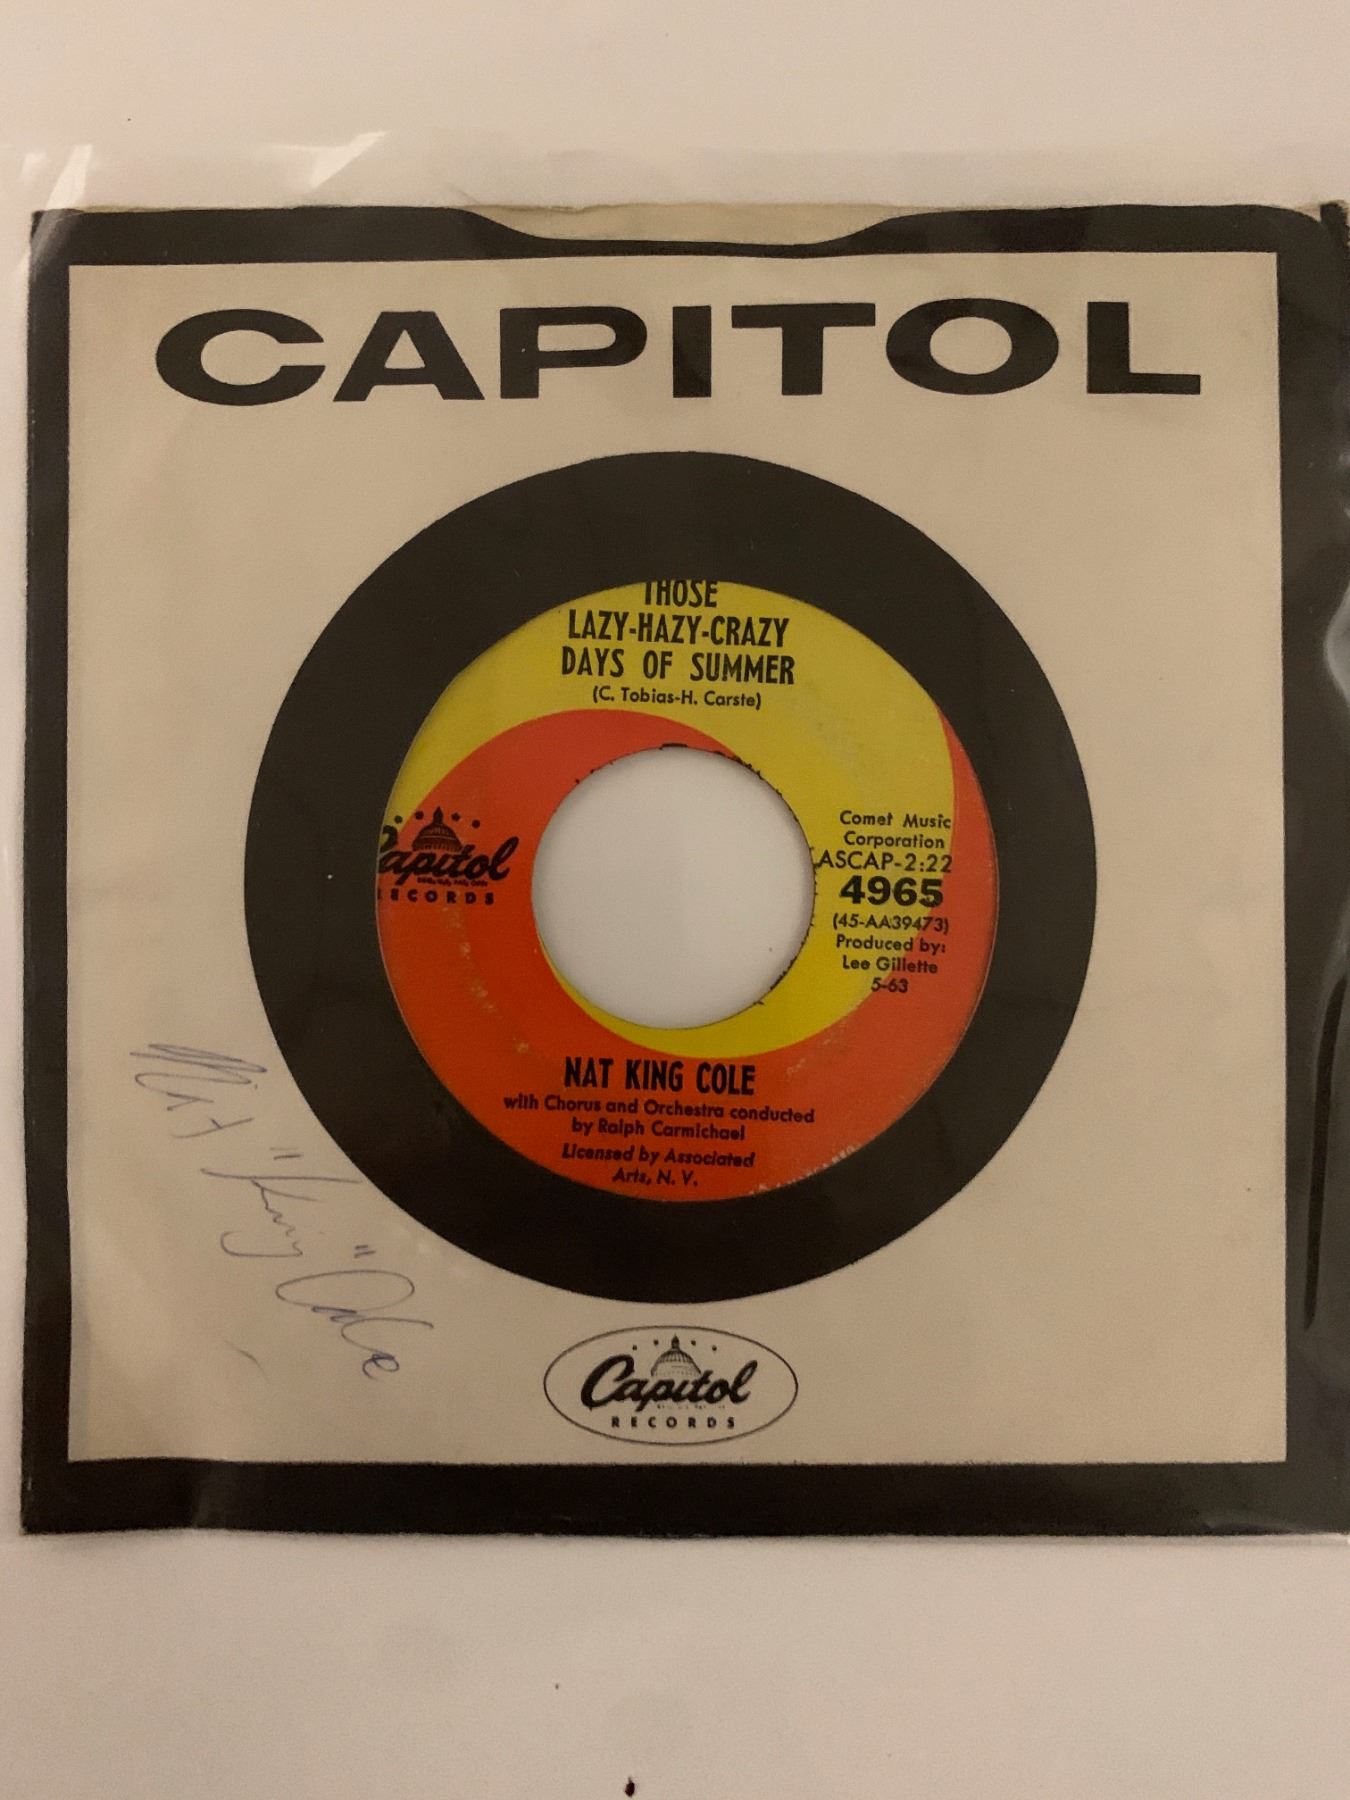 CAPITOL
THOSE
LAZY-HAZY-CRAZY
DAYS OF SUMMER
(C. Tobias-H. Carste)
Capitol
RECORDS
Comet Music
Corporation
ASCAP-2:22
4965
(45-AA39473)
Produced by:
Lee Gillette
5-63
NAT KING COLE
with Chorus and Orchestra conducted
by Ralph Carmichael
Licensed by Associated
Arts, N. V.
Nat "King" Cole
Capitol
RECORDS